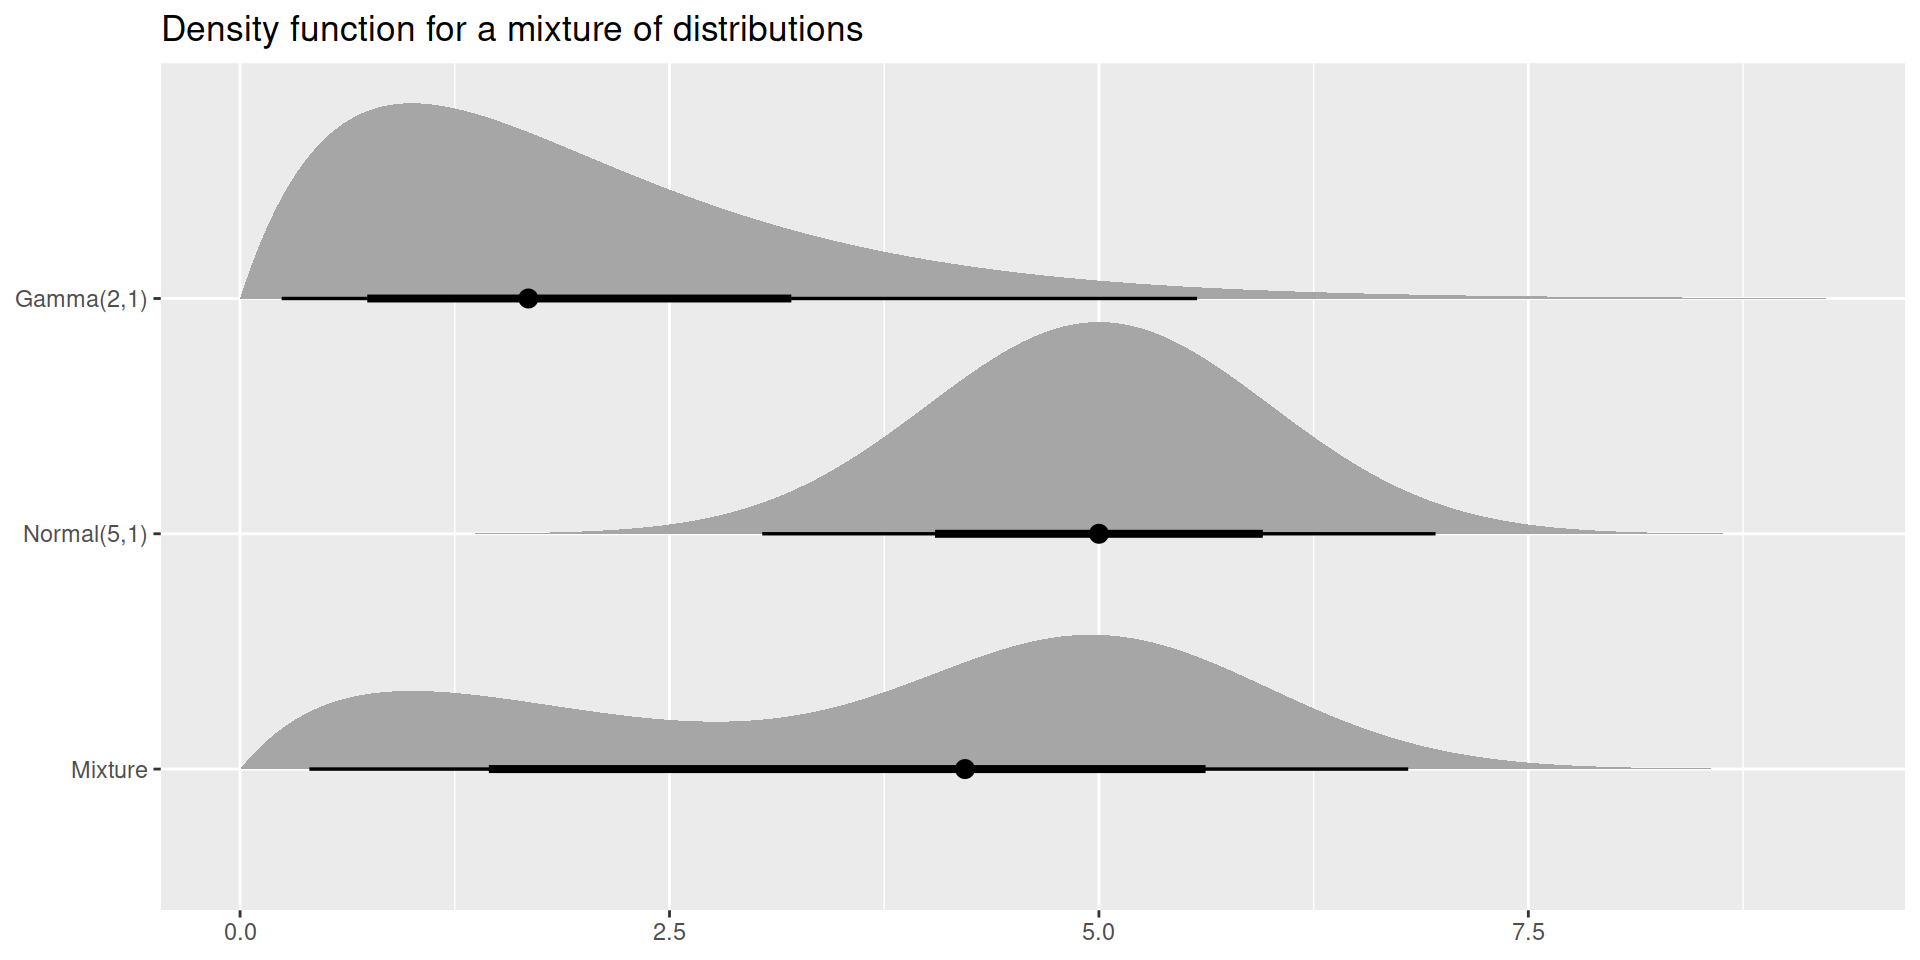 Density function for a mixture of distributions
Gamma(2,1)
Normal(5,1)
Mixture
0.0 2.5 5.0 7.5